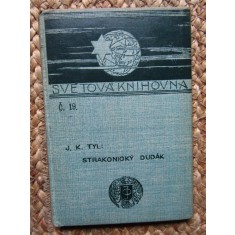 SVĚTOVÁ KNIHOVNA
Č. 19.
J. K. TYL:
STRAKONICKÝ DUDÁK